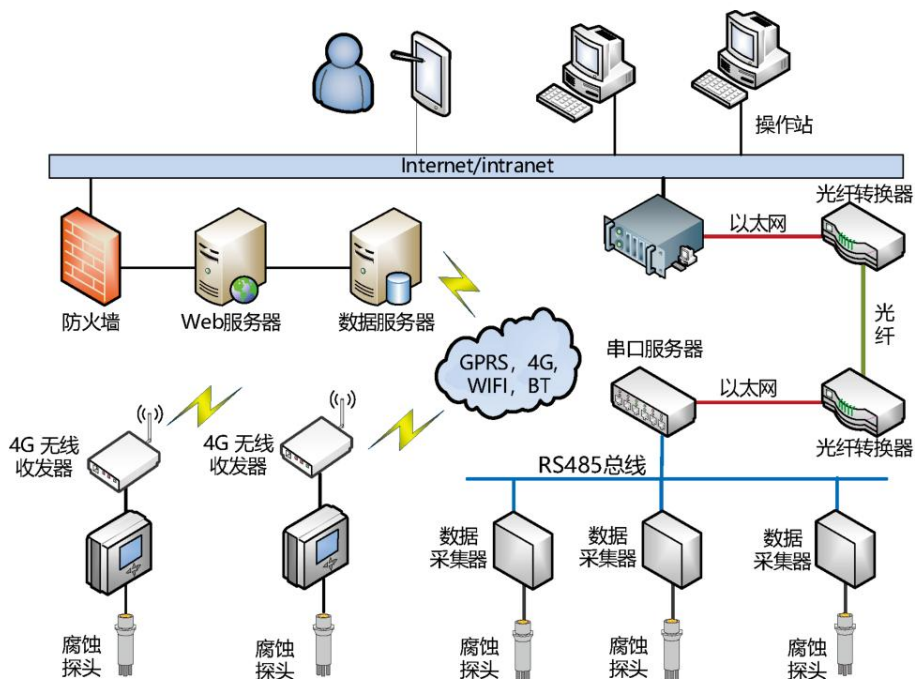 操作站
Internet/intranet
光纤转换器
以太网
防火墙
Web服务器
数据服务器
光
纤
串口服务器
GPRS，4G,
WIFI，BT
以太网
4G 无线
收发器
4G 无线
收发器
光纤转换器
RS485总线
数据
采集器
数据
采集器
数据
采集器
腐蚀
探头
腐蚀
探头
腐蚀
探头
腐蚀
探头
腐蚀
探头